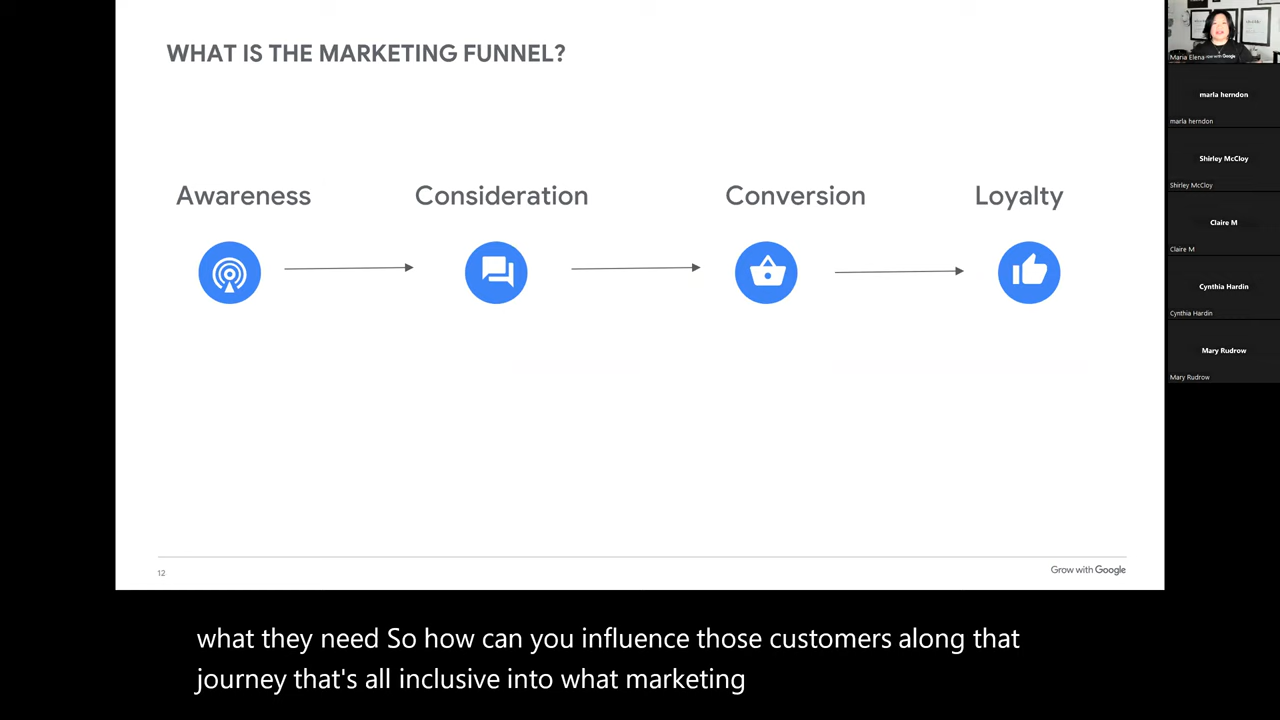 WHAT IS THE MARKETING FUNNEL?
Awareness
Consideration
Conversion
Loyalty
12
Grow with Google
what they need So how can you influence those customers along that
journey that's all inclusive into what marketing
Maria Elena
marla herndon
marla herndon
Shirley McCloy
Shirley McCloy
Claire M
Claire M
Cynthia Hardin
Cynthia Hardin
Mary Rudrow
Mary Rudrow